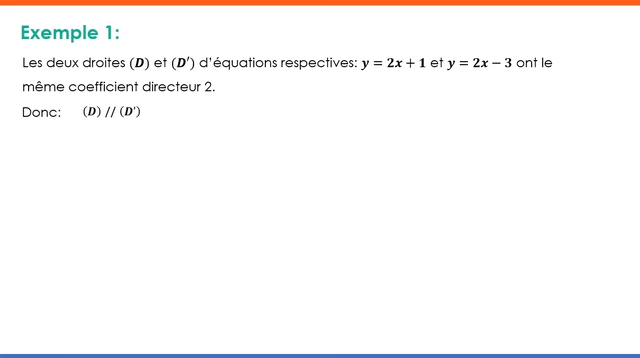 Exemple 1:
Les deux droites (D) et (D′) d’équations respectives: y = 2x + 1 et y = 2x − 3 ont le
même coefficient directeur 2.
Donc: (D) // (D′)